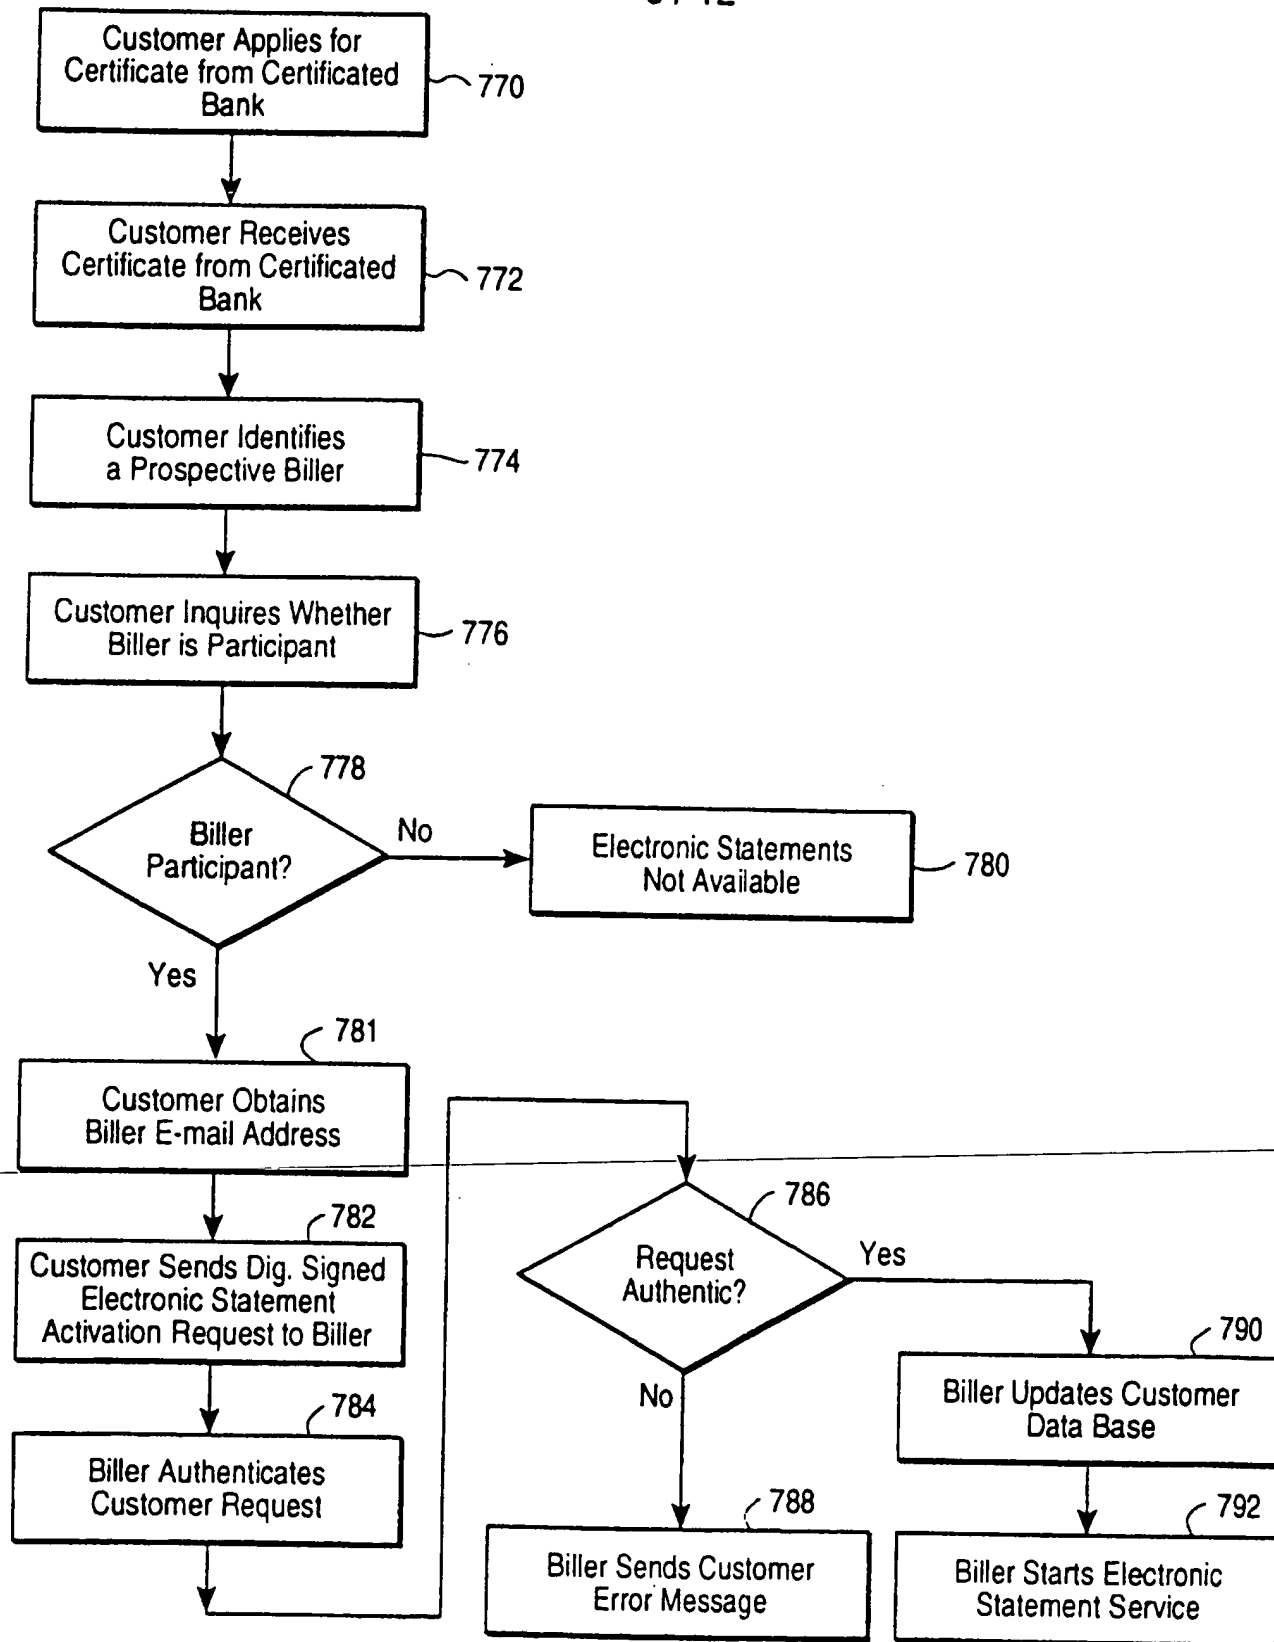 Customer Applies for
Certificate from Certificated
Bank
770
Customer Receives
Certificate from Certificated
Bank
772
Customer Identifies
a Prospective Biller
774
Customer Inquires Whether
Biller is Participant
776
778
Biller
Participant?
No
Yes
Electronic Statements
Not Available
780
781
Customer Obtains
Biller E-mail Address
782
Customer Sends Dig. Signed
Electronic Statement
Activation Request to Biller
784
Biller Authenticates
Customer Request
786
Request
Authentic?
Yes
No
788
Biller Sends Customer
Error Message
790
Biller Updates Customer
Data Base
792
Biller Starts Electronic
Statement Service